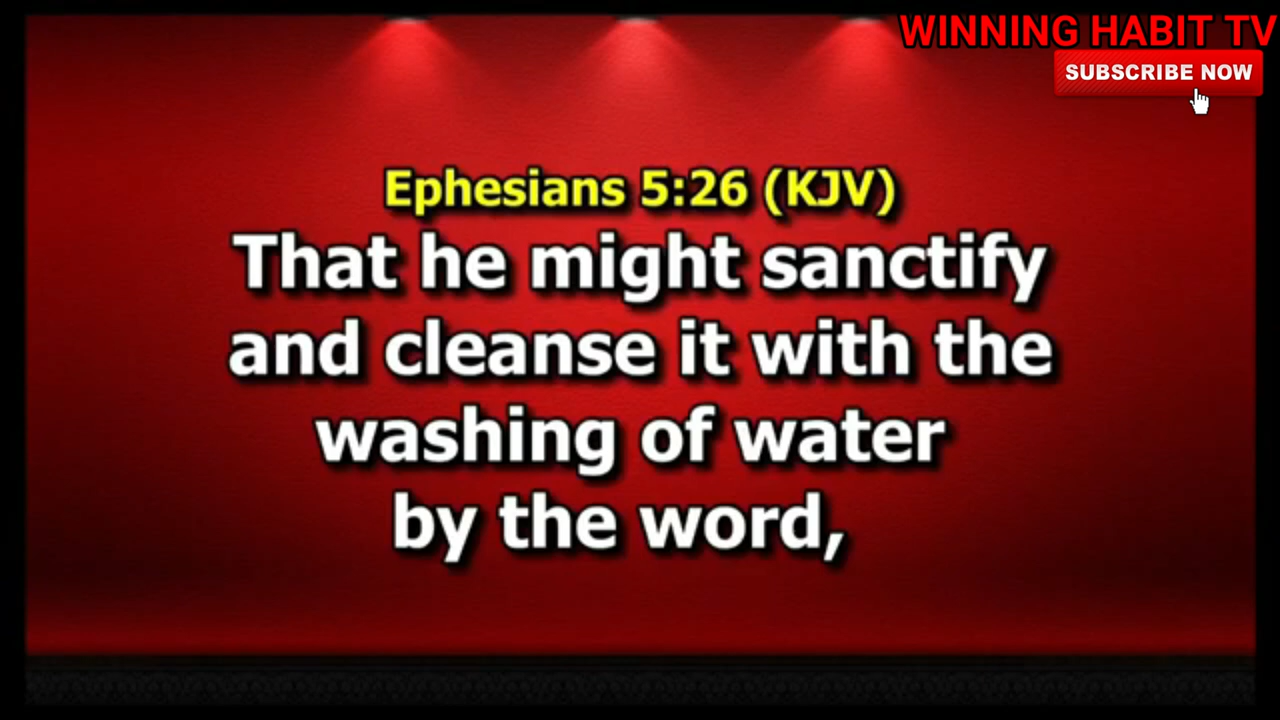 WINNING HABIT TV
SUBSCRIBE NOW
Ephesians 5:26 (KJV)
That he might sanctify
and cleanse it with the
washing of water
by the word,